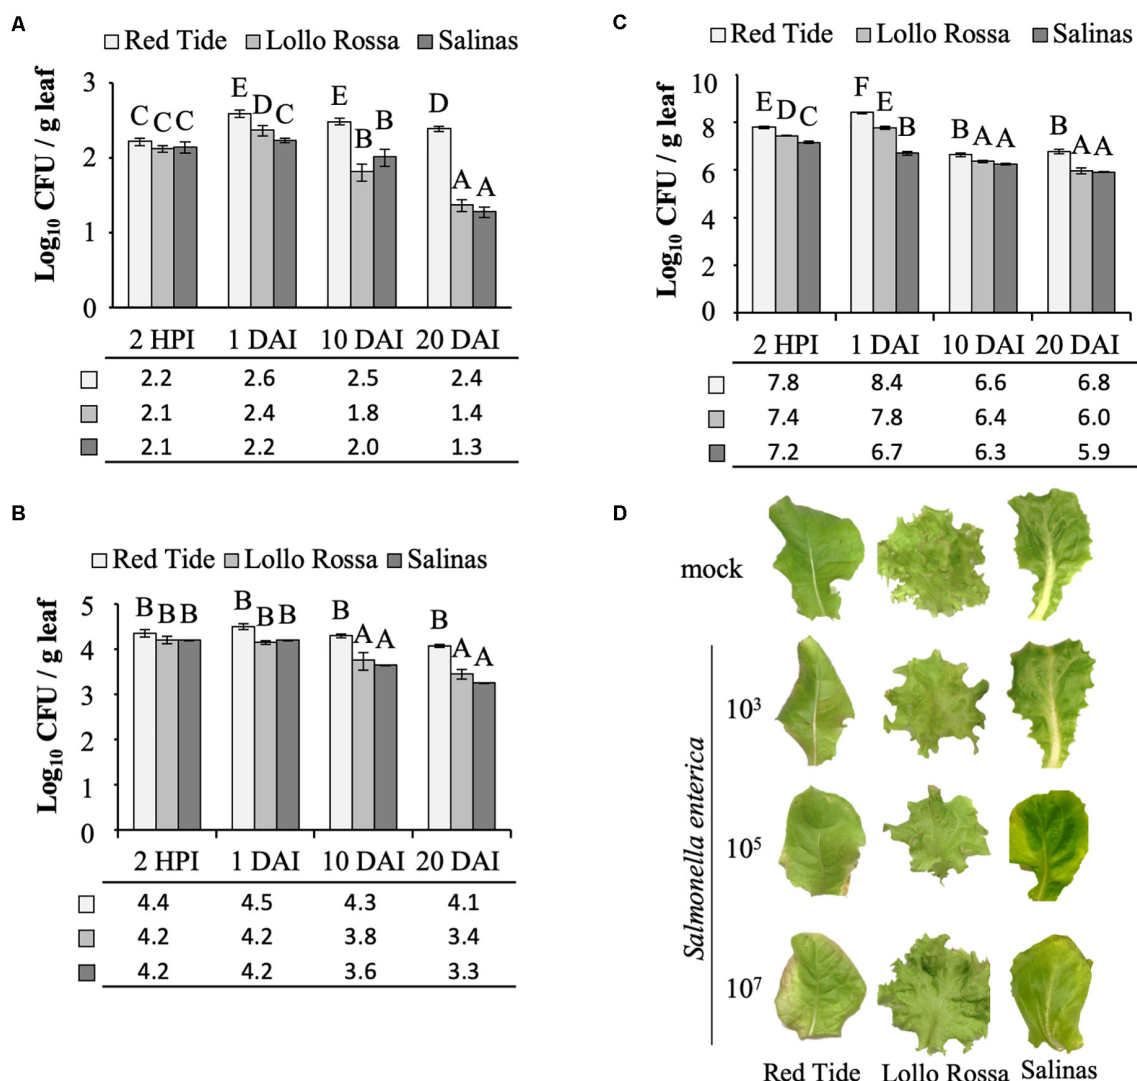 A
Red Tide Lollo Rossa Salinas
Log10 CFU / g leaf
3
2
1
0
C C C E D C E B B D A A
2 HPI 1 DAI 10 DAI 20 DAI
2.2 2.6 2.5 2.4
2.1 2.4 1.8 1.4
2.1 2.2 2.0 1.3
B
Red Tide Lollo Rossa Salinas
Log10 CFU / g leaf
5
4
3
2
1
0
B B B B B B B A A B A A
2 HPI 1 DAI 10 DAI 20 DAI
4.4 4.5 4.3 4.1
4.2 4.2 3.8 3.4
4.2 4.2 3.6 3.3
C
Red Tide Lollo Rossa Salinas
Log10 CFU / g leaf
10
8
6
4
2
0
E D C F E B B A A B A A
2 HPI 1 DAI 10 DAI 20 DAI
7.8 8.4 6.6 6.8
7.4 7.8 6.4 6.0
7.2 6.7 6.3 5.9
D
mock
Salmonella enterica
10³
10⁵
10⁷
Red Tide Lollo Rossa Salinas